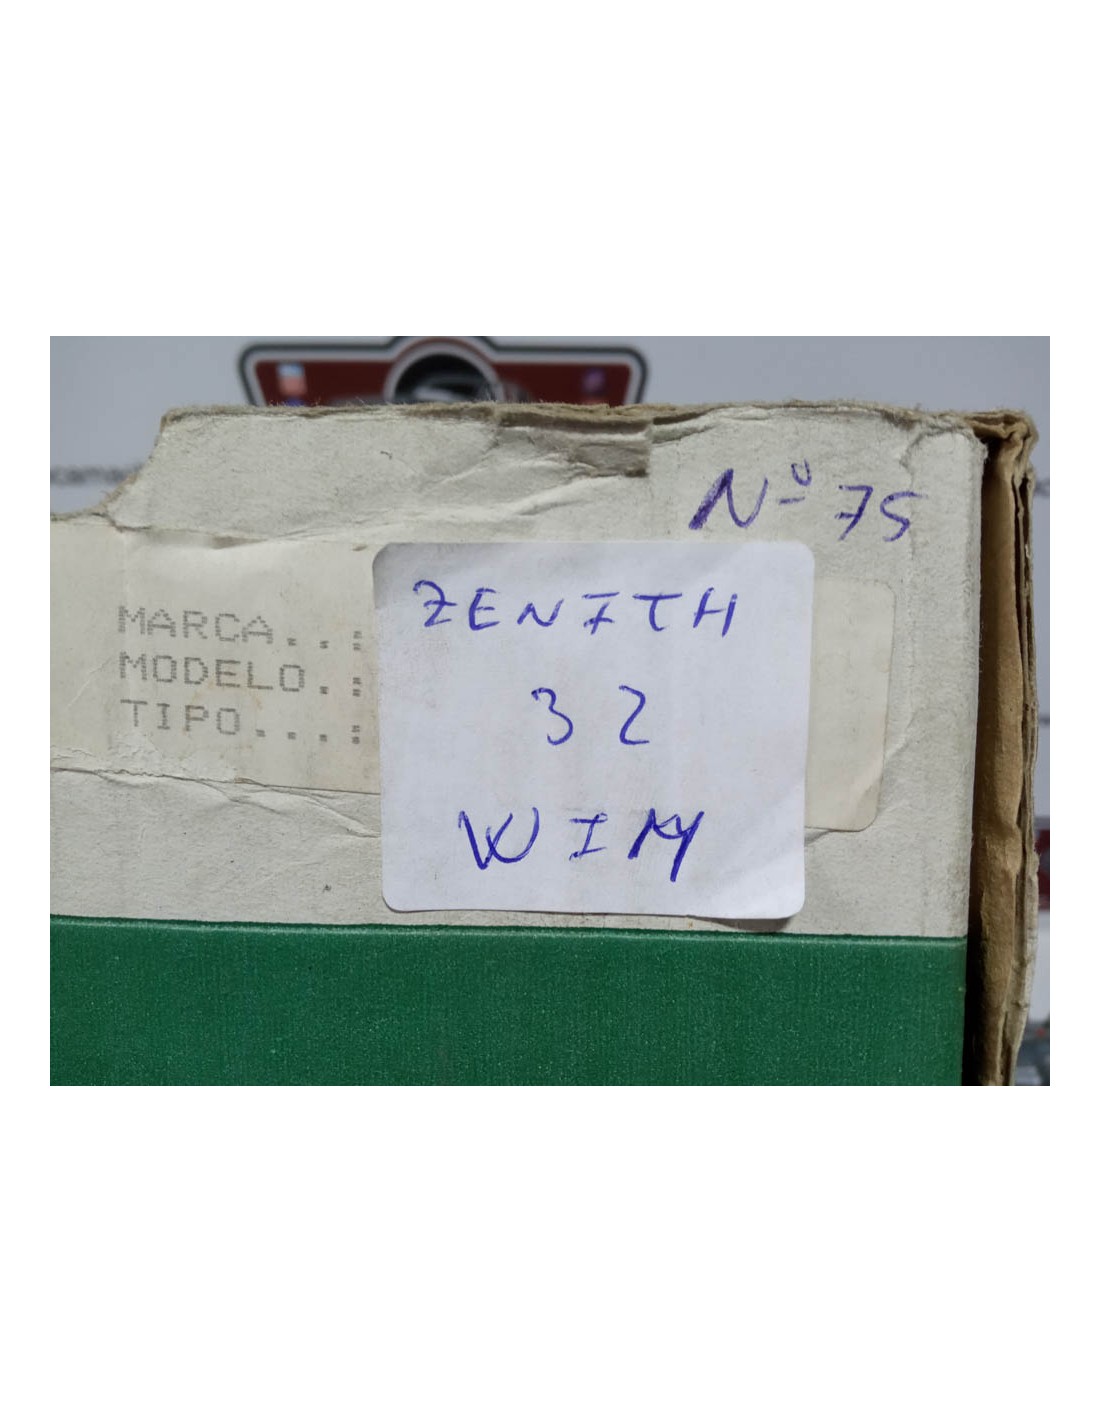 Nº 75
MARCA..:
MODELO.:
TIPO...:
ZENITH
32
WIM